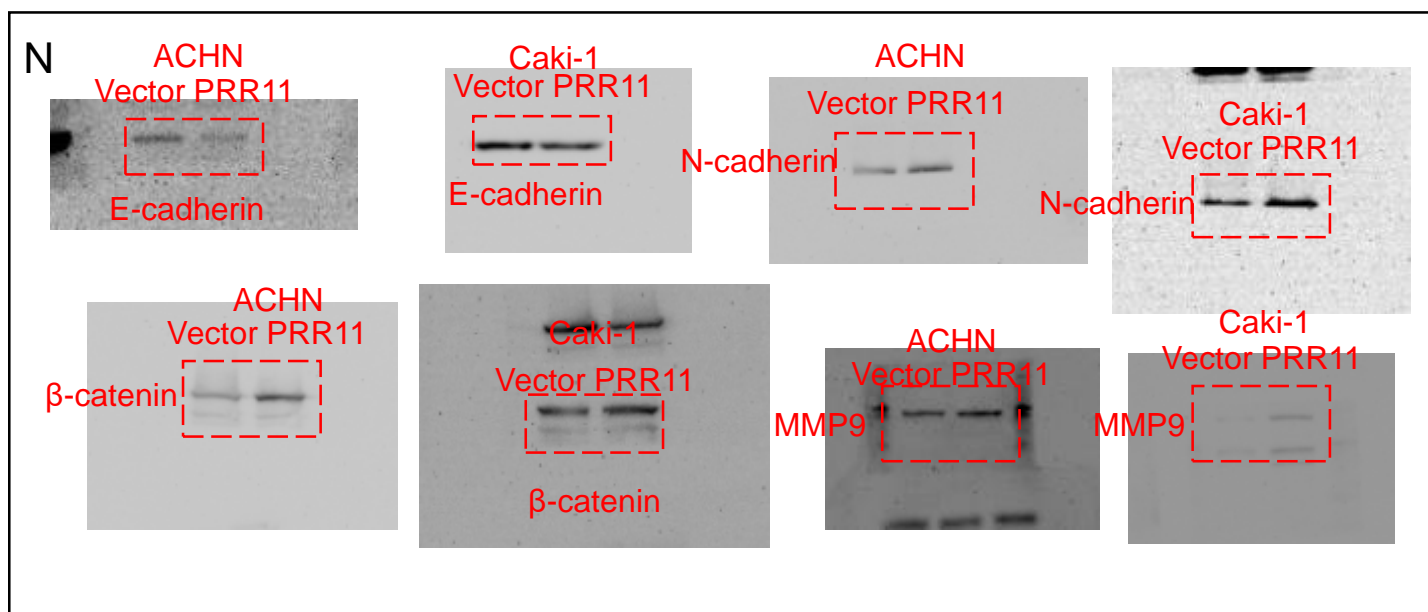 N
ACHN
Vector PRR11
E-cadherin
Caki-1
Vector PRR11
E-cadherin
ACHN
Vector PRR11
N-cadherin
Caki-1
Vector PRR11
N-cadherin
ACHN
Vector PRR11
β-catenin
Caki-1
Vector PRR11
β-catenin
ACHN
Vector PRR11
MMP9
Caki-1
Vector PRR11
MMP9